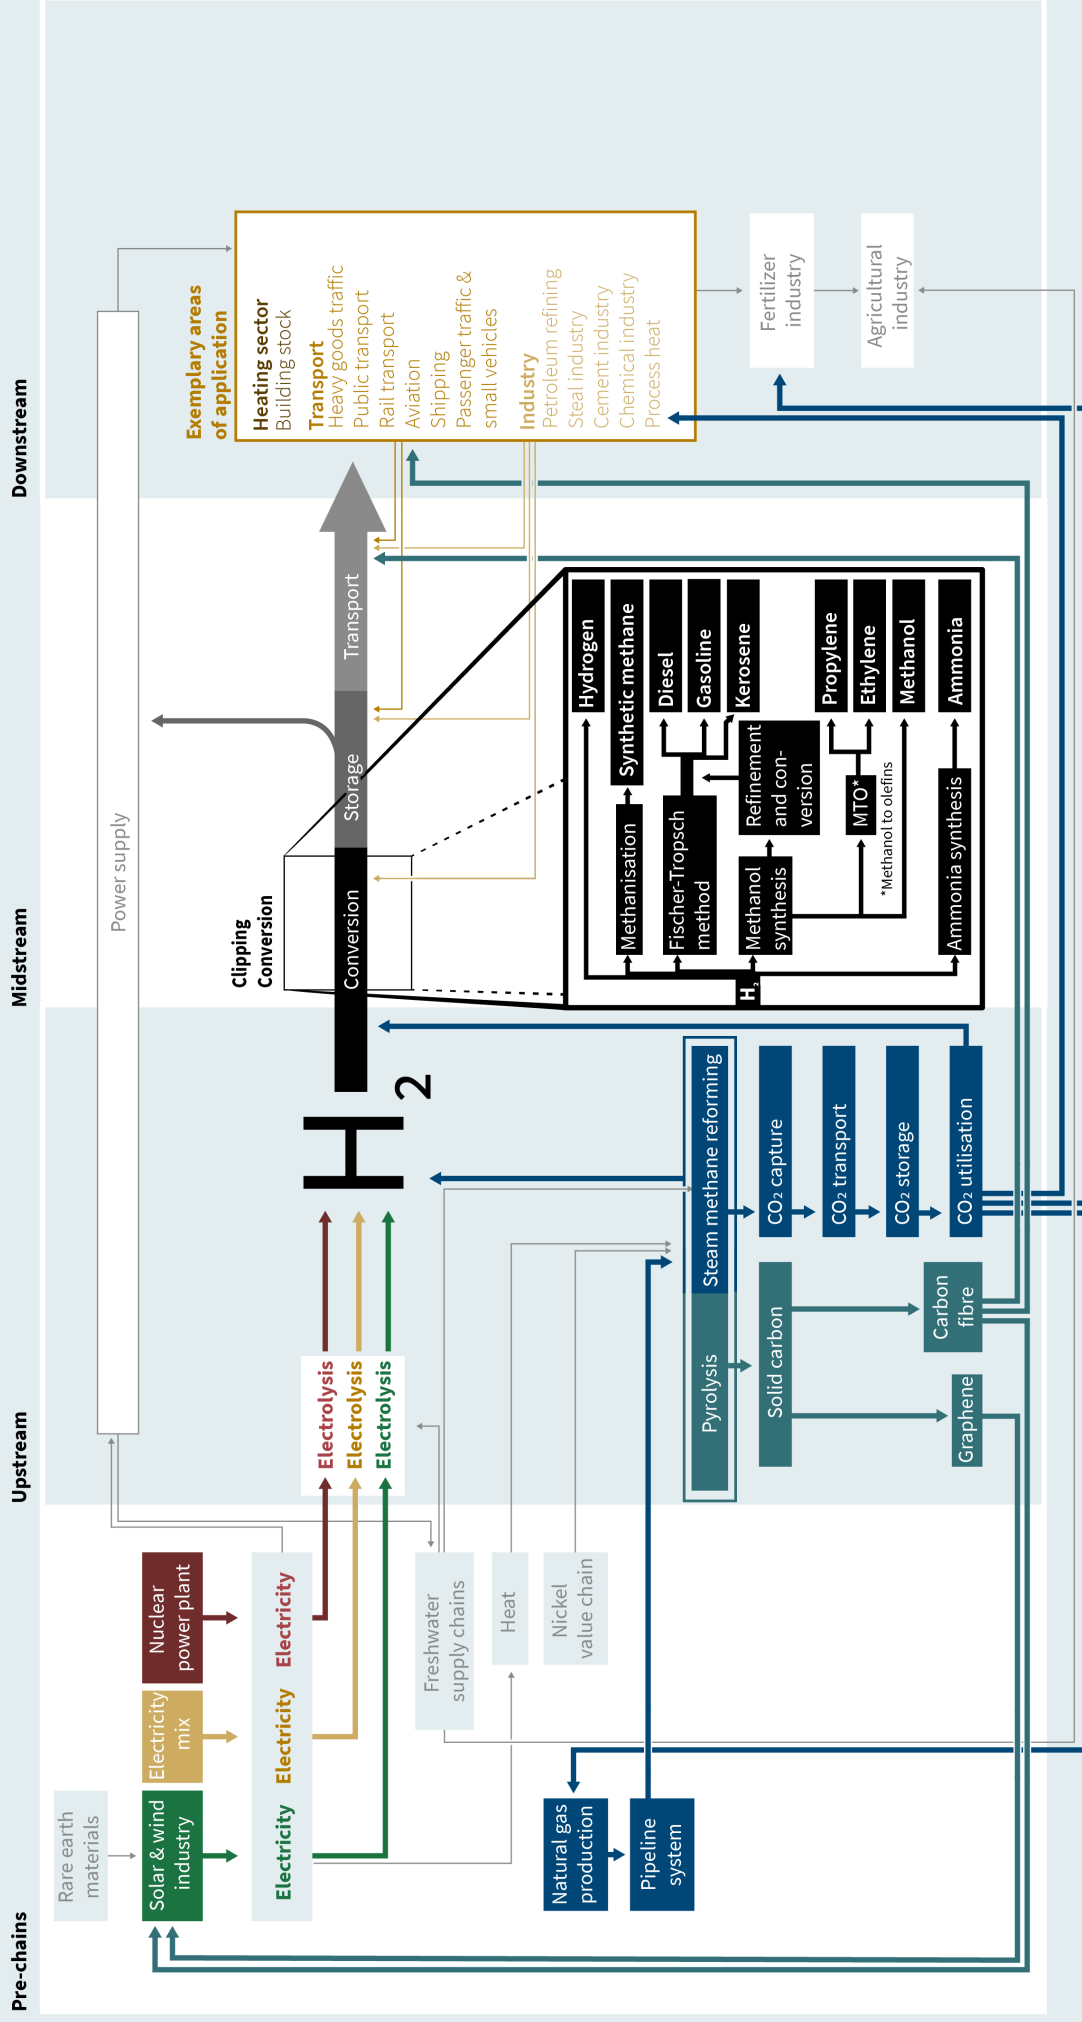 Pre-chains
Upstream
Midstream
Downstream
Rare earth
materials
Solar & wind
industry
Electricity
mix
Nuclear
power plant
Electricity
Electricity
Electricity
Freshwater
supply chains
Heat
Nickel
value chain
Natural gas
production
Pipeline
system
Power supply
Electrolysis
Electrolysis
Electrolysis
H2
Pyrolysis
Steam methane reforming
Solid carbon
Graphene
Carbon
fibre
CO₂ capture
CO₂ transport
CO₂ storage
CO₂ utilisation
Clipping
Conversion
Conversion
Storage
Transport
H₂
Methanisation
Fischer-Tropsch
method
Methanol
synthesis
Refinement
and con-
version
MTO*
*Methanol to olefins
Ammonia synthesis
Hydrogen
Synthetic methane
Diesel
Gasoline
Kerosene
Propylene
Ethylene
Methanol
Ammonia
Exemplary areas
of application
Heating sector
Building stock
Transport
Heavy goods traffic
Public transport
Rail transport
Aviation
Shipping
Passenger traffic &
small vehicles
Industry
Petroleum refining
Steal industry
Cement industry
Chemical industry
Process heat
Fertilizer
industry
Agricultural
industry